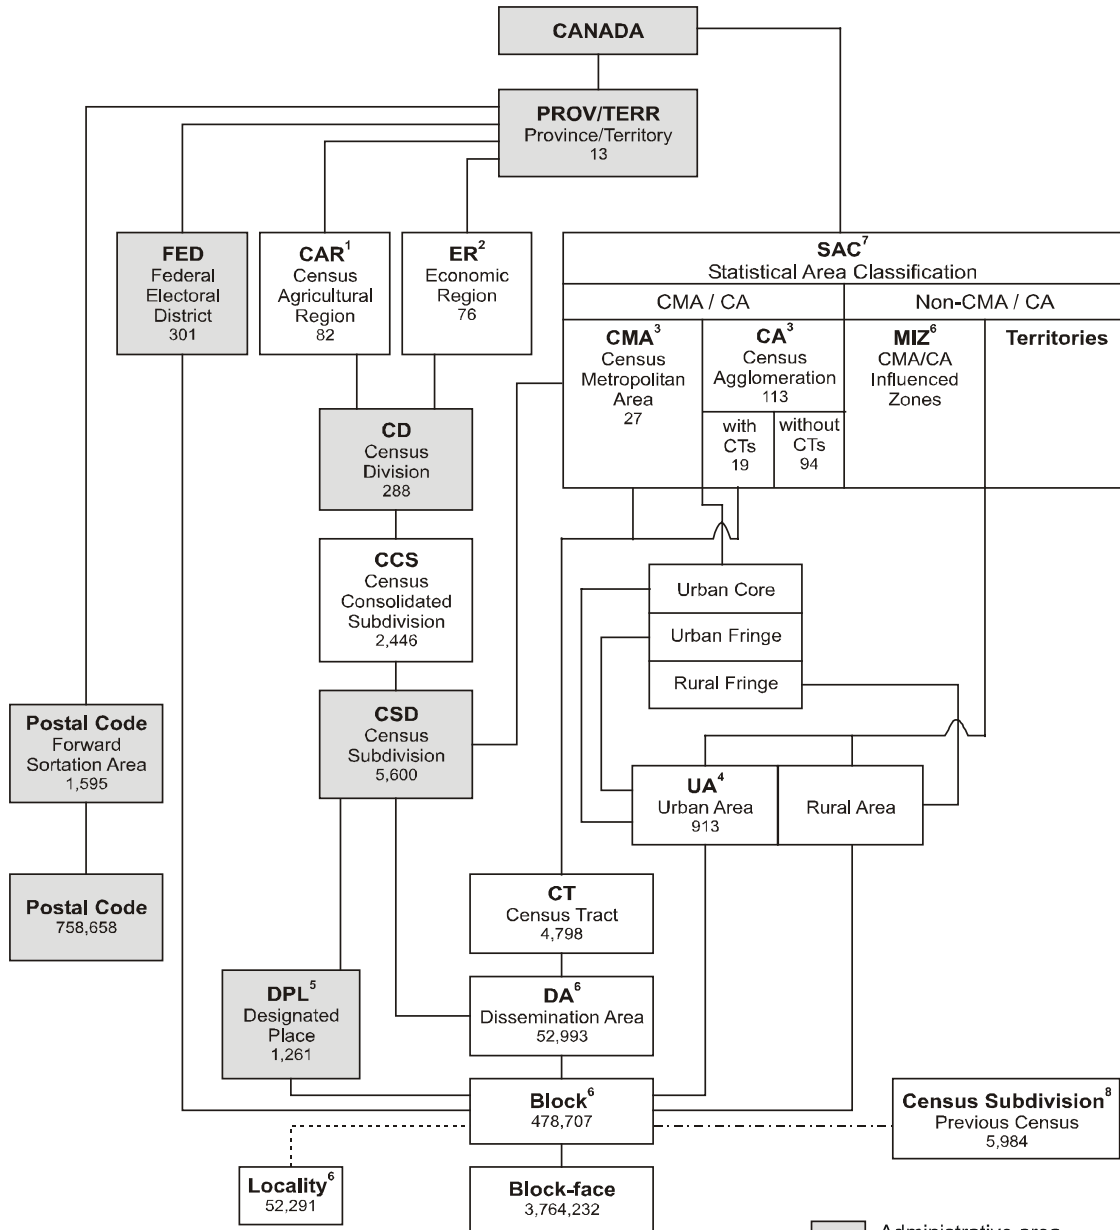 CANADA
PROV/TERR
Province/Territory
13
FED
Federal
Electoral
District
301
CAR1
Census
Agricultural
Region
82
ER2
Economic
Region
76
SAC7
Statistical Area Classification
CMA / CA
Non-CMA / CA
CMA3
Census
Metropolitan
Area
27
CA3
Census
Agglomeration
113
with
CTs
19
without
CTs
94
MIZ6
CMA/CA
Influenced
Zones
Territories
CD
Census
Division
288
CCS
Census
Consolidated
Subdivision
2,446
Urban Core
Urban Fringe
Rural Fringe
CSD
Census
Subdivision
5,600
Postal Code
Forward
Sortation Area
1,595
UA4
Urban Area
913
Rural Area
Postal Code
758,658
CT
Census Tract
4,798
DPL5
Designated
Place
1,261
DA6
Dissemination Area
52,993
Block6
478,707
Census Subdivision8
Previous Census
5,984
Locality6
52,291
Block-face
3,764,232
Administrative area